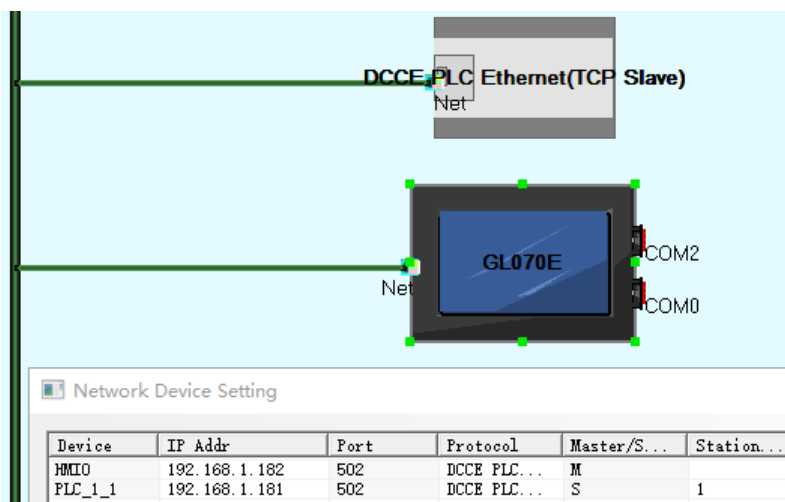 DCCE PLC Ethernet(TCP Slave)
Net
GL070E
COM2
Net
COM0
Network Device Setting
Device IP Addr Port Protocol Master/S... Station...
HMI0 192.168.1.182 502 DCCE PLC... M
PLC_1_1 192.168.1.181 502 DCCE PLC... S 1